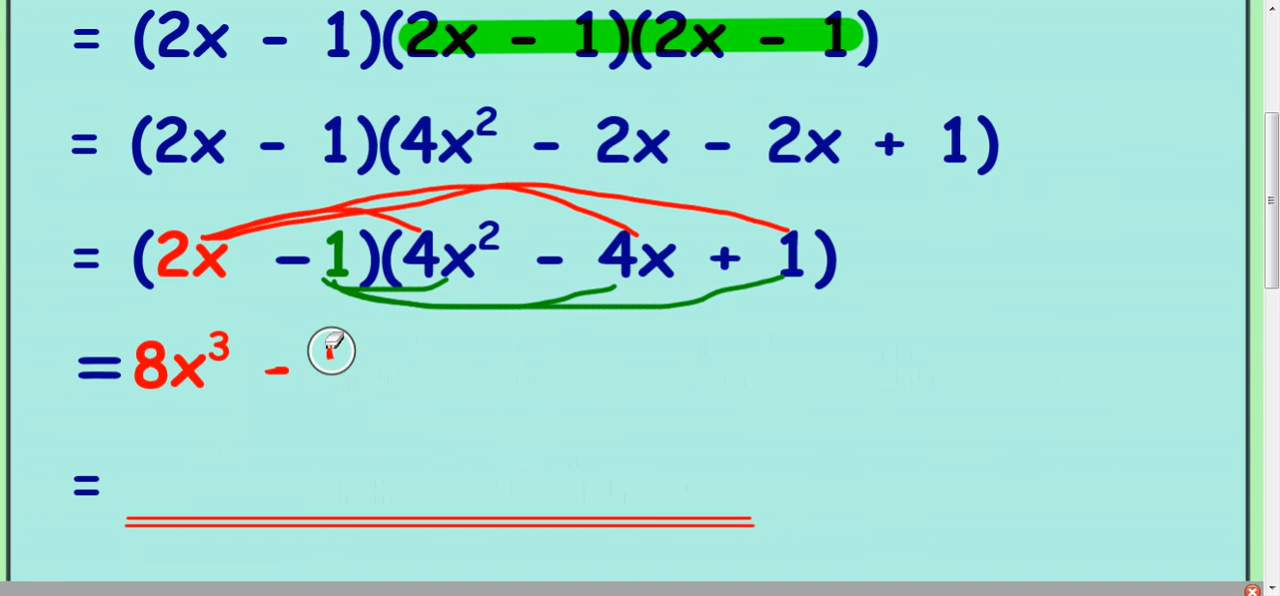 = (2x - 1)(2x - 1)(2x - 1)
= (2x - 1)(4x² - 2x - 2x + 1)
= (2x - 1)(4x² - 4x + 1)
= 8x³ -
=